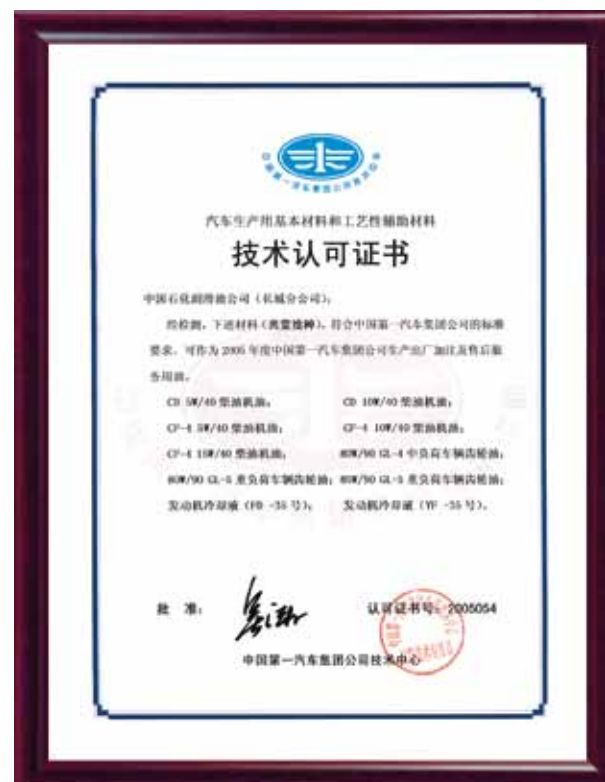 汽车生产用基本材料和工艺性辅助材料
技术认可证书
中国石化润滑油公司(长城分公司):
经检测,下述材料(共壹拾种),符合中国第一汽车集团公司的标准
要求,可作为 2005 年度中国第一汽车集团公司生产出厂加注及售后服
务用油。
CD 5W/40 柴油机油; CD 10W/40 柴油机油;
CF-4 5W/40 柴油机油; CF-4 10W/40 柴油机油;
CF-4 15W/40 柴油机油; 80W/90 GL-4 中负荷车辆齿轮油;
80W/90 GL-5 重负荷车辆齿轮油; 85W/90 GL-5 重负荷车辆齿轮油;
发动机冷却液(FD -35 号); 发动机冷却液(YF -35 号)。
批 准: 认可证书号:2005054
中国第一汽车集团公司技术中心